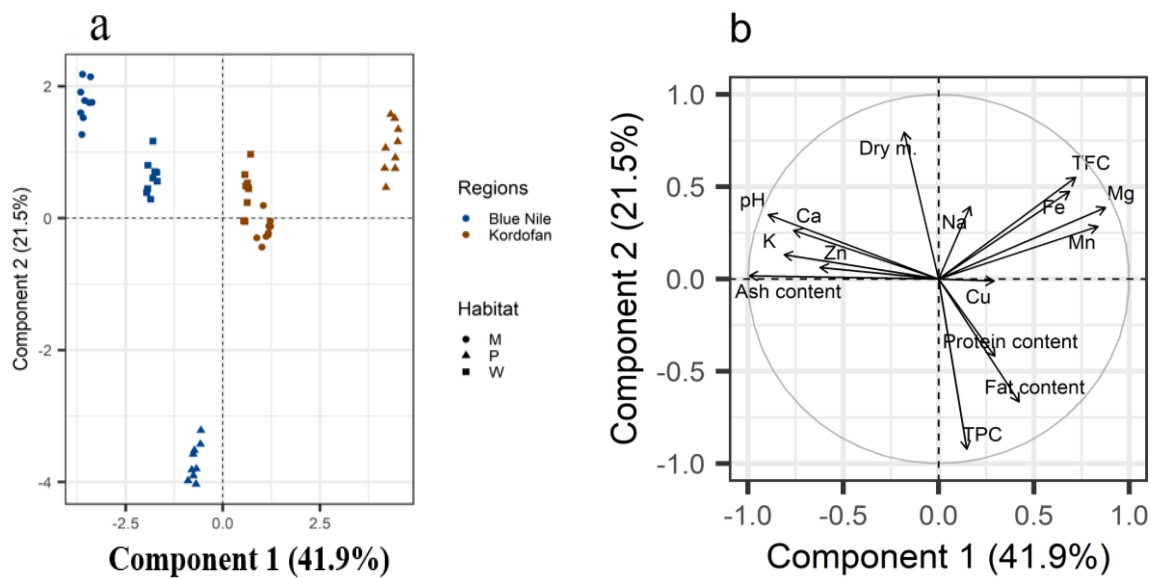 a
2
0
-2
-4
Component 2 (21.5%)
-2.5
0.0
2.5
Component 1 (41.9%)
Regions
Blue Nile
Kordofan
Habitat
M
P
W
b
1.0
0.5
0.0
-0.5
-1.0
Component 2 (21.5%)
Dry m.
TFC
pH
Ca
Na
Fe
Mg
K
Zn
Mn
Ash content
Cu
Protein content
Fat content
TPC
-1.0
-0.5
0.0
0.5
1.0
Component 1 (41.9%)